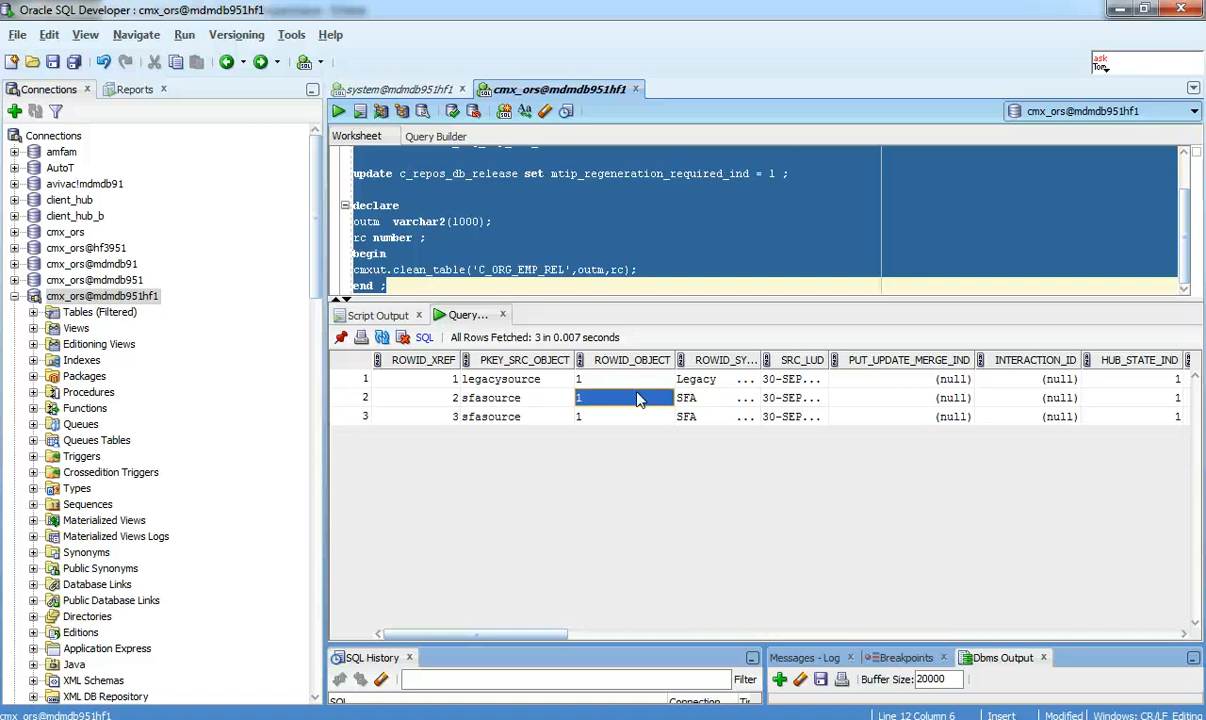 Oracle SQL Developer : cmx_ors@mdmdb951hf1
File Edit View Navigate Run Versioning Tools Help
ask
Tom
Connections
Reports
system@mdmdb951hf1
cmx_ors@mdmdb951hf1
cmx_ors@mdmdb951hf1
Worksheet Query Builder
Connections
amfam
AutoT
avivac!mdmdb91
client_hub
client_hub_b
cmx_ors
cmx_ors@hf3951
cmx_ors@mdmdb91
cmx_ors@mdmdb951
cmx_ors@mdmdb951hf1
Tables (Filtered)
Views
Editioning Views
Indexes
Packages
Procedures
Functions
Queues
Queues Tables
Triggers
Crossedition Triggers
Types
Sequences
Materialized Views
Materialized Views Logs
Synonyms
Public Synonyms
Database Links
Public Database Links
Directories
Editions
Application Express
Java
XML Schemas
XML DB Repository
update c_repos_db_release set mtip_regeneration_required_ind = 1 ;
declare
outm varchar2(1000);
rc number ;
begin
cmxut.clean_table('C_ORG_EMP_REL',outm,rc);
end ;
Script Output
Query...
SQL All Rows Fetched: 3 in 0.007 seconds
ROWID_XREF PKEY_SRC_OBJECT ROWID_OBJECT ROWID_SY... SRC_LUD PUT_UPDATE_MERGE_IND INTERACTION_ID HUB_STATE_IND
1 1 legacysource 1 Legacy ... 30-SEP... (null) (null) 1
2 2 sfasource 1 SFA ... 30-SEP... (null) (null) 1
3 3 sfasource 1 SFA ... 30-SEP... (null) (null) 1
SQL History
Filter
SQL Connection
Messages - Log Breakpoints Dbms Output
Buffer Size: 20000
cmx_ors@mdmdb951hf1
Line 12 Column 6 Insert Modified Windows: CR/LF Editing